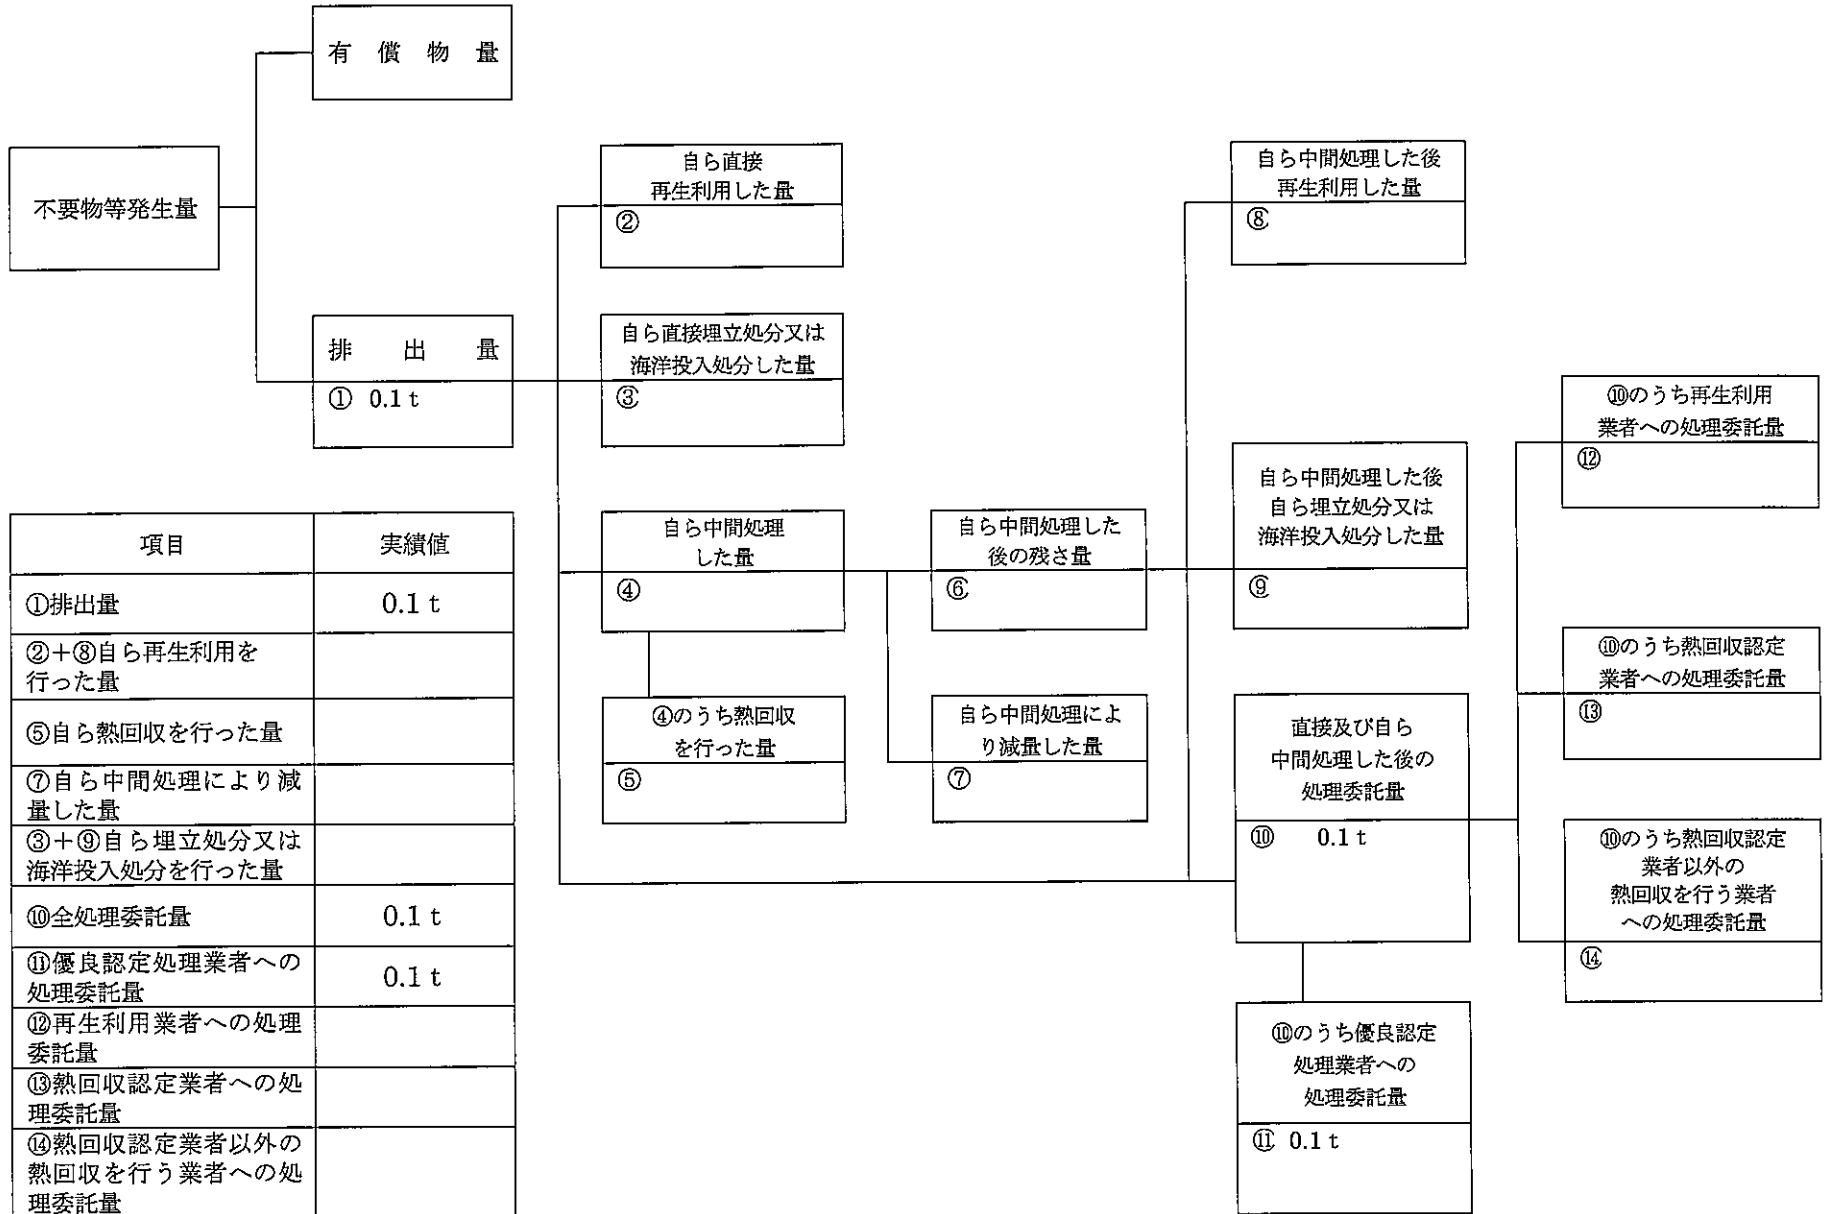 有償物量
不要物等発生量
排出量
① 0.1 t
自ら直接
再生利用した量
②
自ら直接埋立処分又は
海洋投入処分した量
③
自ら中間処理
した量
④
④のうち熱回収
を行った量
⑤
自ら中間処理した
後の残さ量
⑥
自ら中間処理によ
り減量した量
⑦
自ら中間処理した後
再生利用した量
⑧
自ら中間処理した後
自ら埋立処分又は
海洋投入処分した量
⑨
直接及び自ら
中間処理した後の
処理委託量
⑩ 0.1 t
⑩のうち優良認定
処理業者への
処理委託量
⑪ 0.1 t
⑩のうち再生利用
業者への処理委託量
⑫
⑩のうち熱回収認定
業者への処理委託量
⑬
⑩のうち熱回収認定
業者以外の
熱回収を行う業者
への処理委託量
⑭
項目 実績値
①排出量 0.1 t
②+⑧自ら再生利用を
行った量
⑤自ら熱回収を行った量
⑦自ら中間処理により減
量した量
③+⑨自ら埋立処分又は
海洋投入処分を行った量
⑩全処理委託量 0.1 t
⑪優良認定処理業者への
処理委託量 0.1 t
⑫再生利用業者への処理
委託量
⑬熱回収認定業者への処
理委託量
⑭熱回収認定業者以外の
熱回収を行う業者への処
理委託量